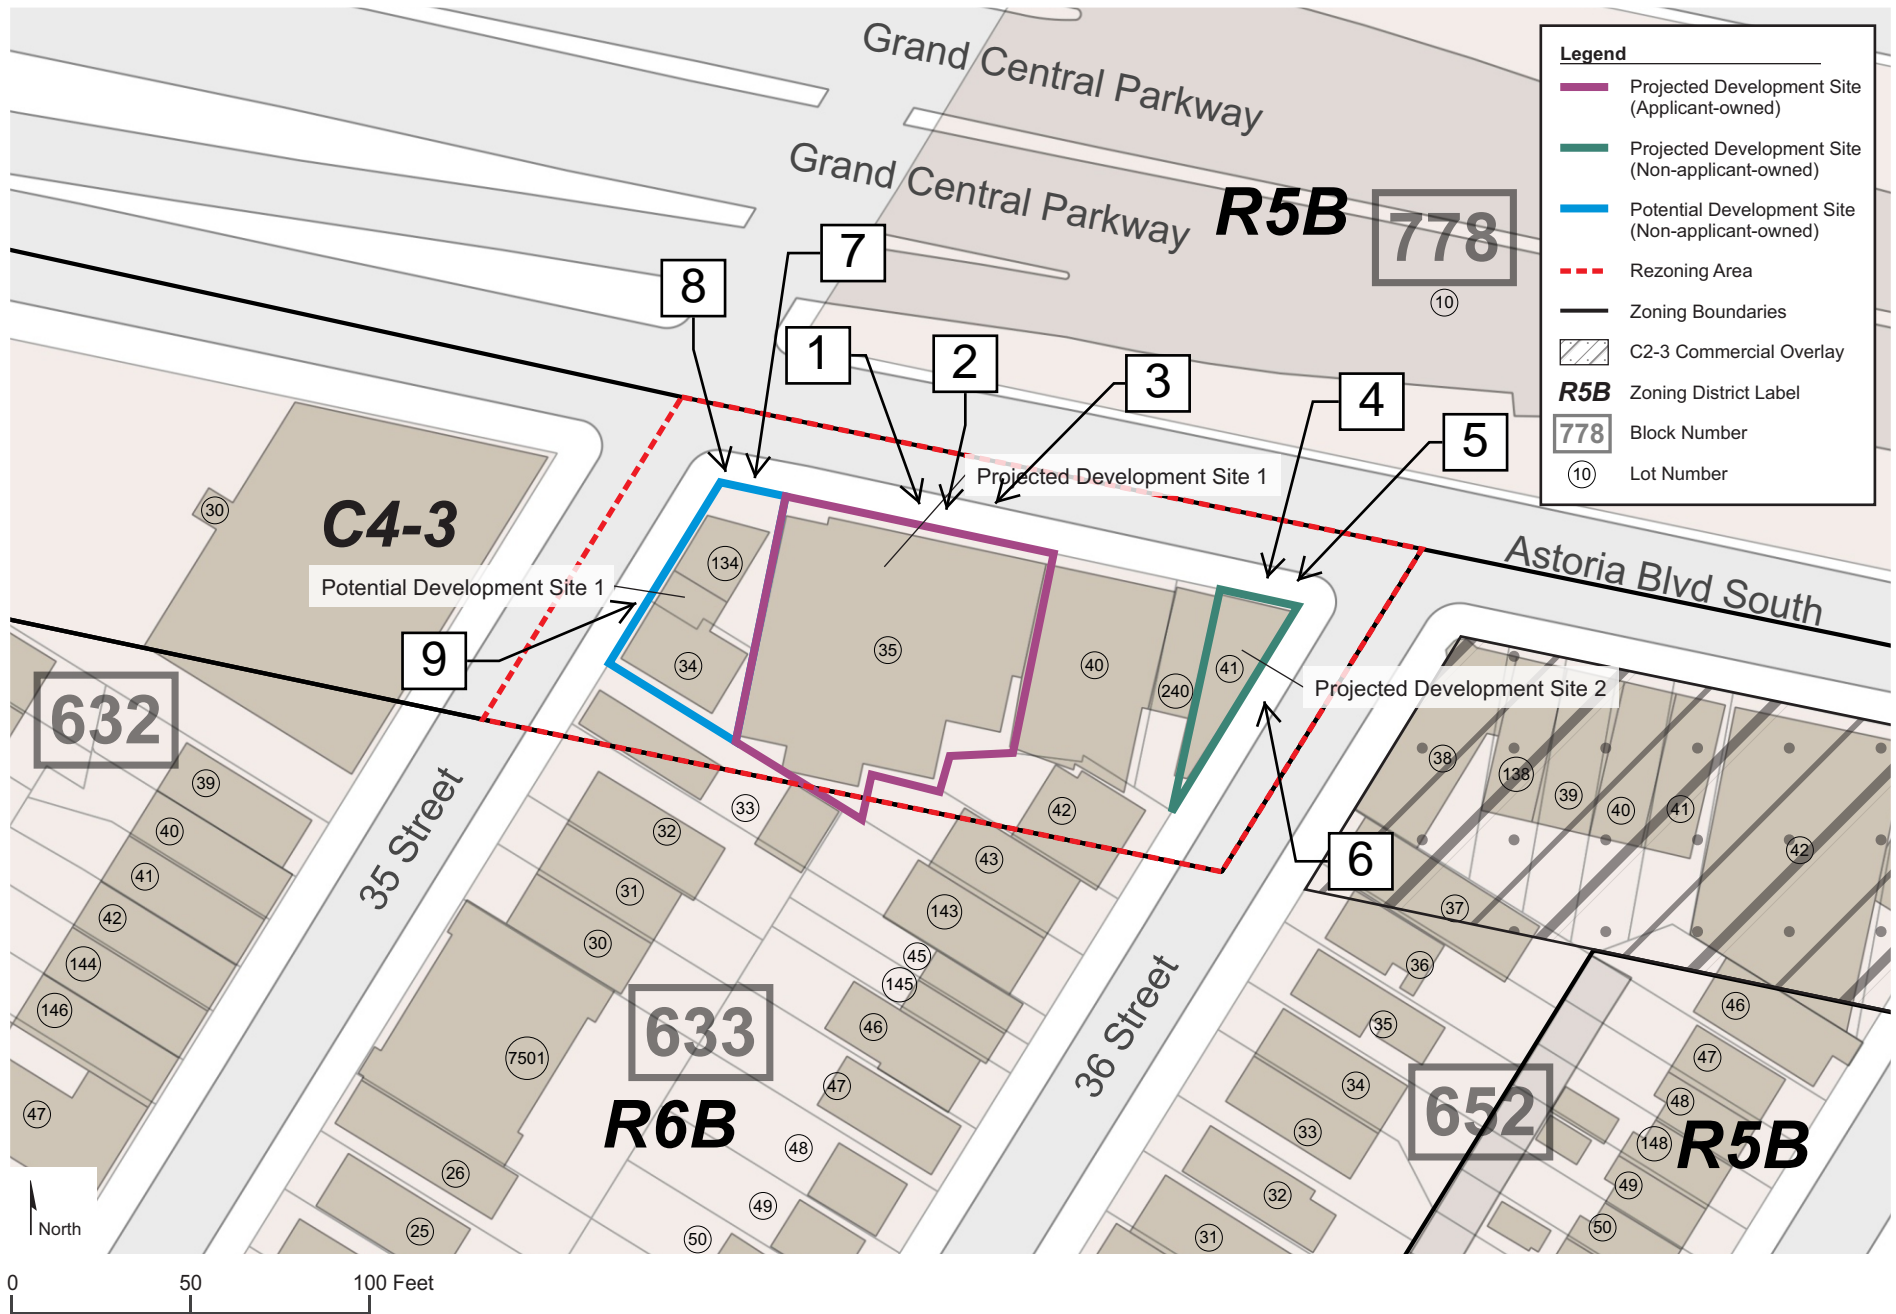 Grand Central Parkway
Grand Central Parkway
R5B
778
10
Legend
Projected Development Site
(Applicant-owned)
Projected Development Site
(Non-applicant-owned)
Potential Development Site
(Non-applicant-owned)
Rezoning Area
Zoning Boundaries
C2-3 Commercial Overlay
R5B Zoning District Label
778 Block Number
10 Lot Number
8
7
1
2
3
4
5
Projected Development Site 1
Astoria Blvd South
30
C4-3
134
Potential Development Site 1
9
34
35
40
240
41
Projected Development Site 2
6
632
39
40
41
42
144
146
47
35 Street
33
32
31
30
7501
26
25
42
43
143
45
145
46
47
48
49
50
633
R6B
36 Street
38
138
39
40
41
42
37
36
35
34
33
32
31
652
R5B
46
47
48
148
49
50
North
0 50 100 Feet